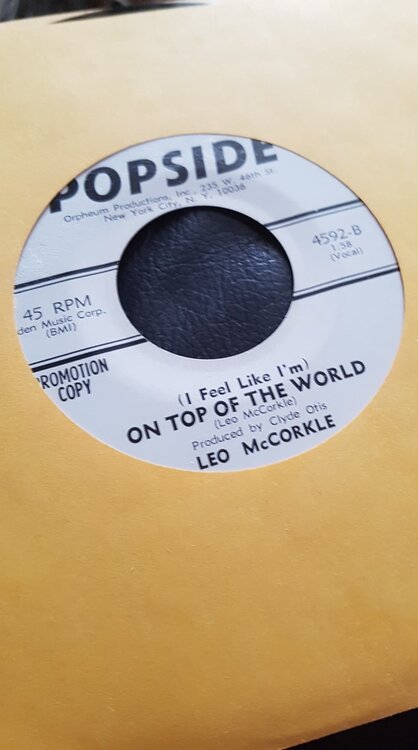 POPSIDE
Orpheum Productions, Inc., 235 W. 46th St.
New York City, N. Y. 10036
45 RPM
den Music Corp.
(BMI)
4592-B
1:58
(Vocal)
PROMOTION
COPY
(I Feel Like I'm)
ON TOP OF THE WORLD
(Leo McCorkle)
Produced by Clyde Otis
LEO McCORKLE